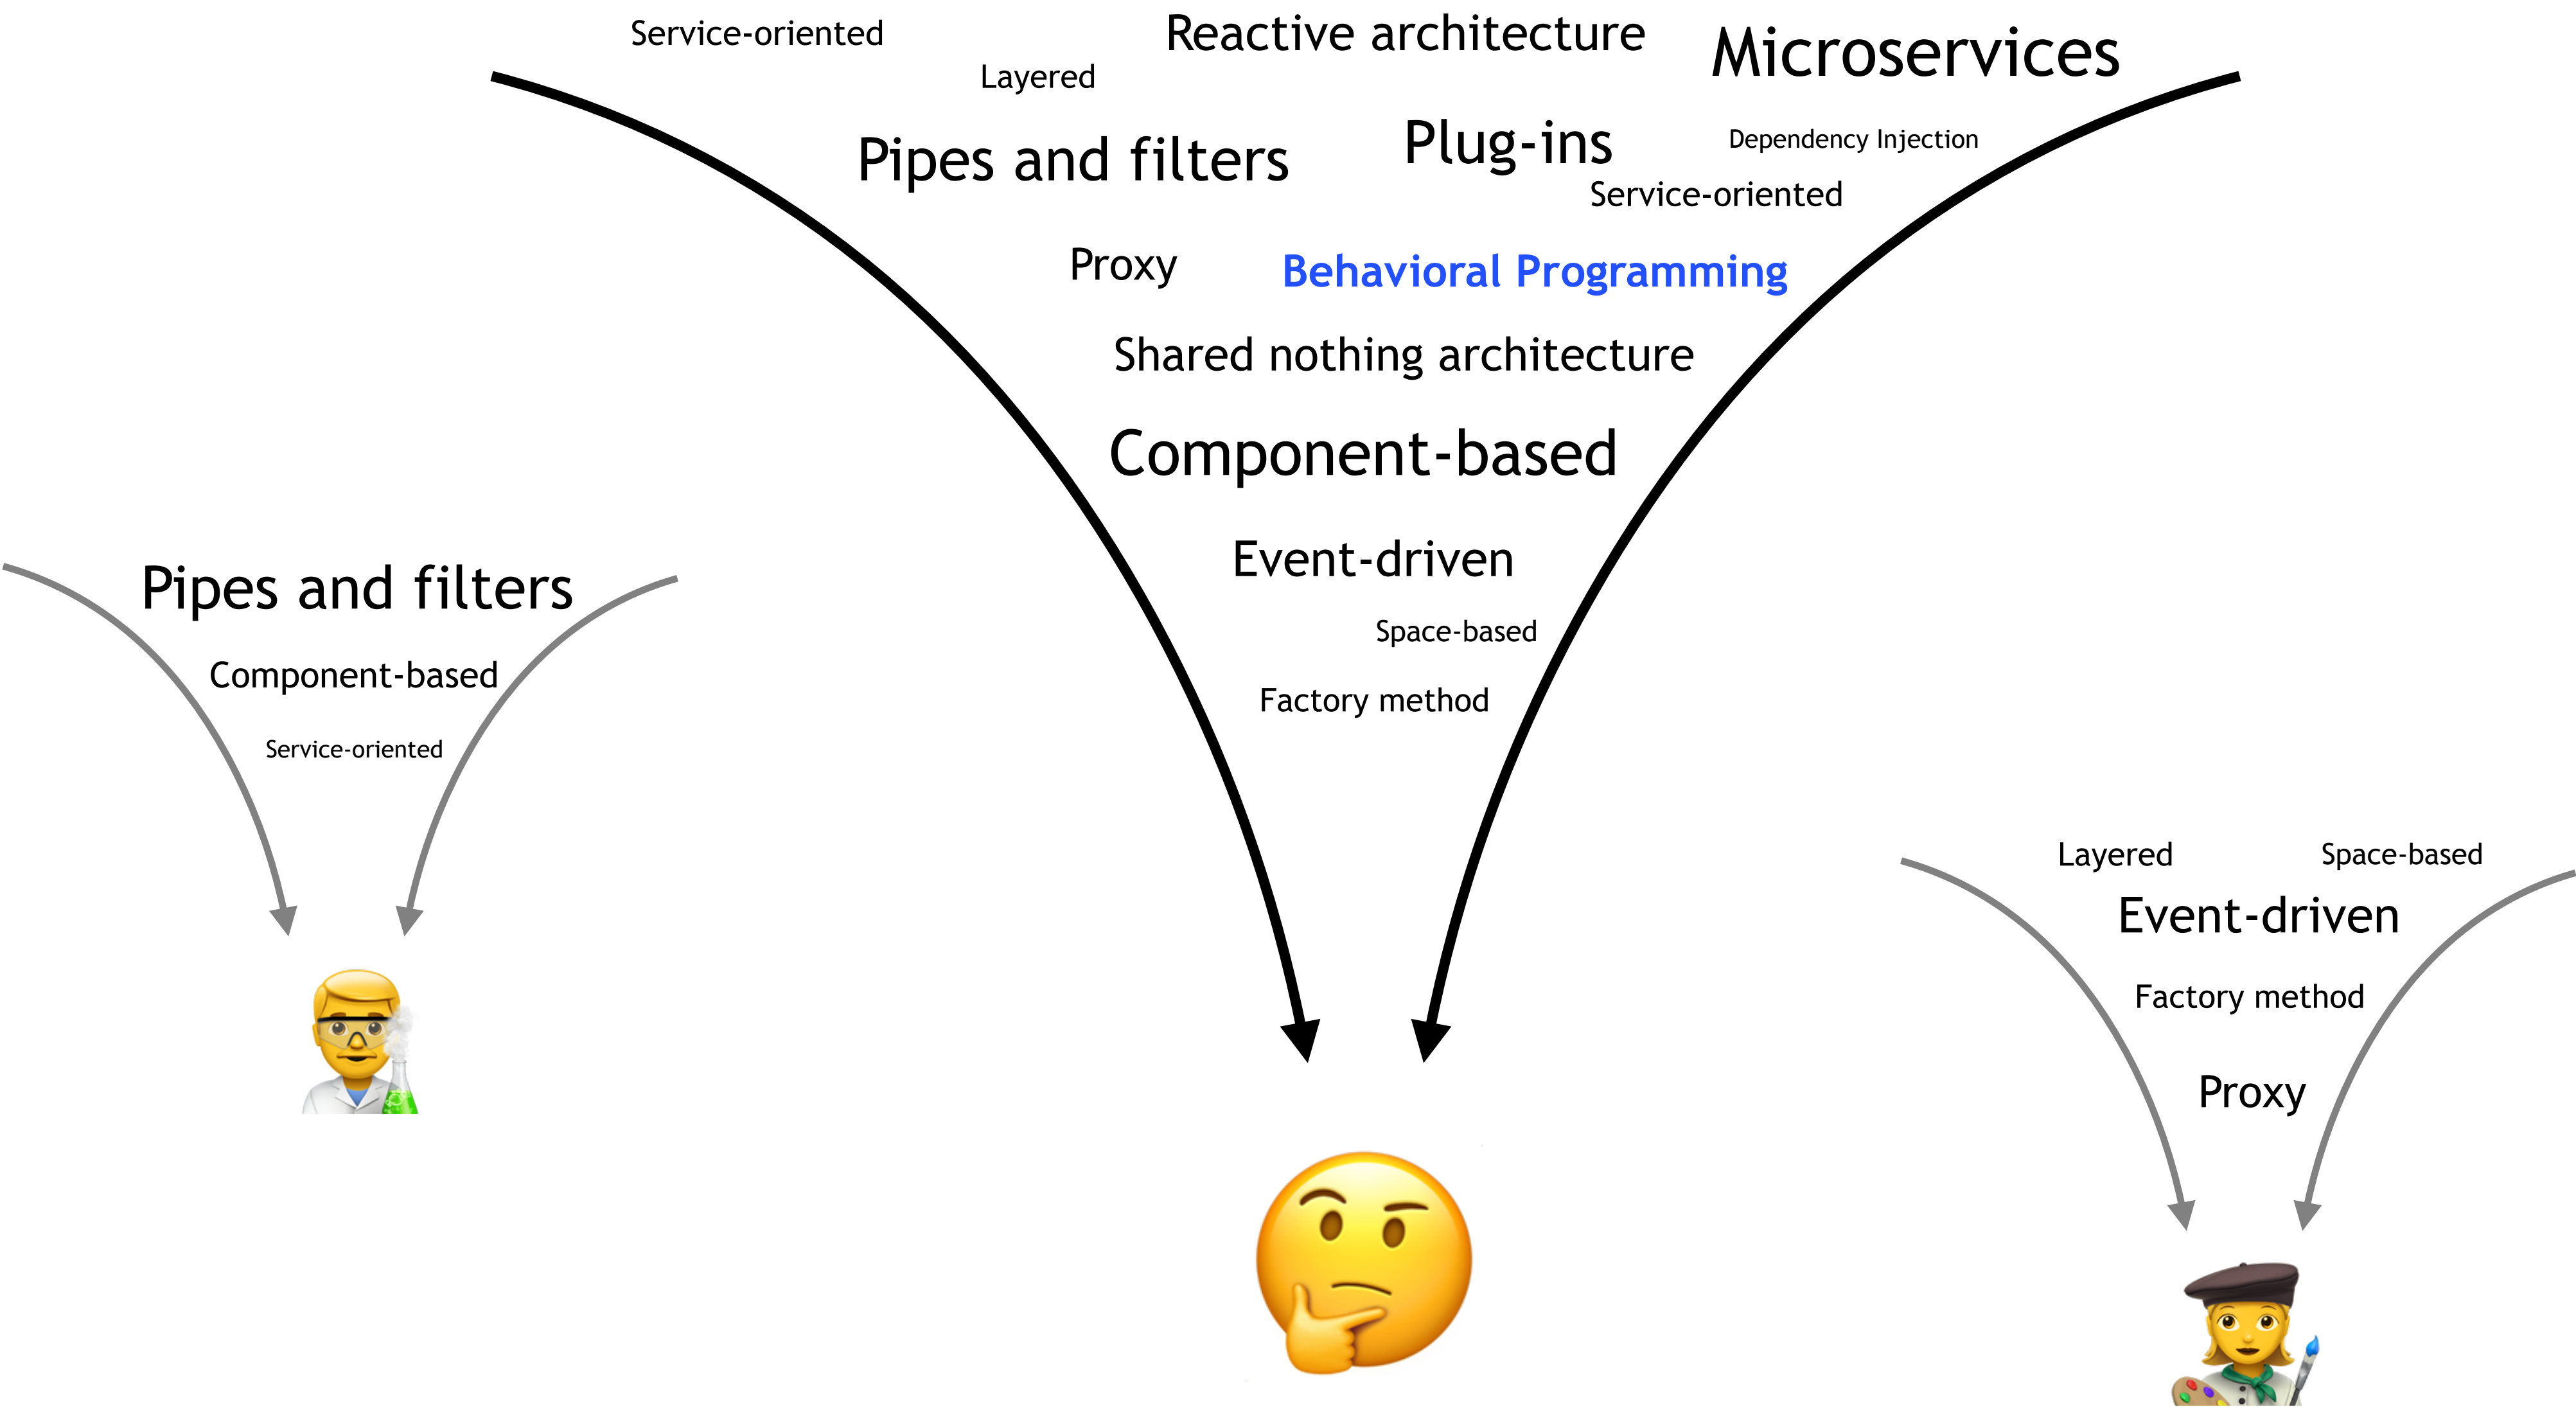 Service-oriented
Reactive architecture
Microservices
Layered
Pipes and filters
Plug-ins
Dependency Injection
Service-oriented
Proxy
Behavioral Programming
Shared nothing architecture
Component-based
Event-driven
Space-based
Factory method
Pipes and filters
Component-based
Service-oriented
Layered
Space-based
Event-driven
Factory method
Proxy